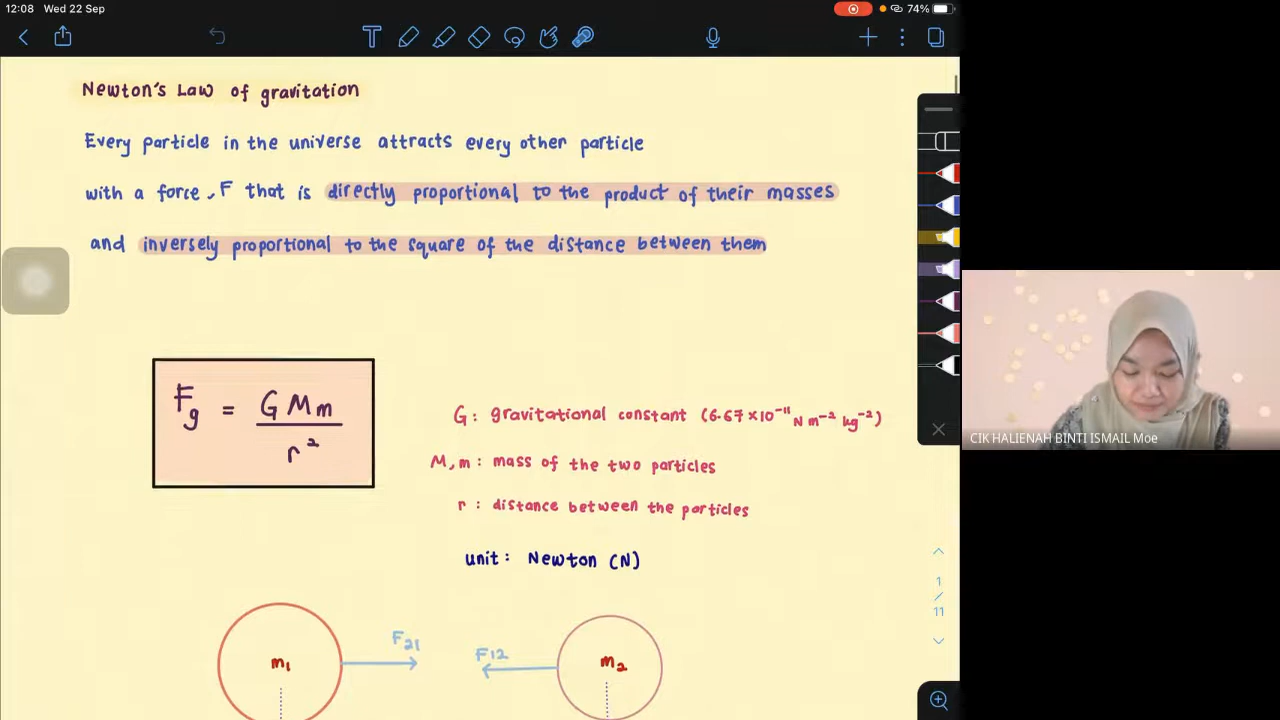 12:08 Wed 22 Sep
74%
Newton's Law of gravitation
Every particle in the universe attracts every other particle
with a force, F that is directly proportional to the product of their masses
and inversely proportional to the square of the distance between them
F_g = G M m / r²
G : gravitational constant (6.67 × 10⁻¹¹ N m⁻² kg⁻²)
M, m : mass of the two particles
r : distance between the particles
unit : Newton (N)
F₂₁
F₁₂
m₁
m₂
1
/
11
CIK HALIENAH BINTI ISMAIL Moe